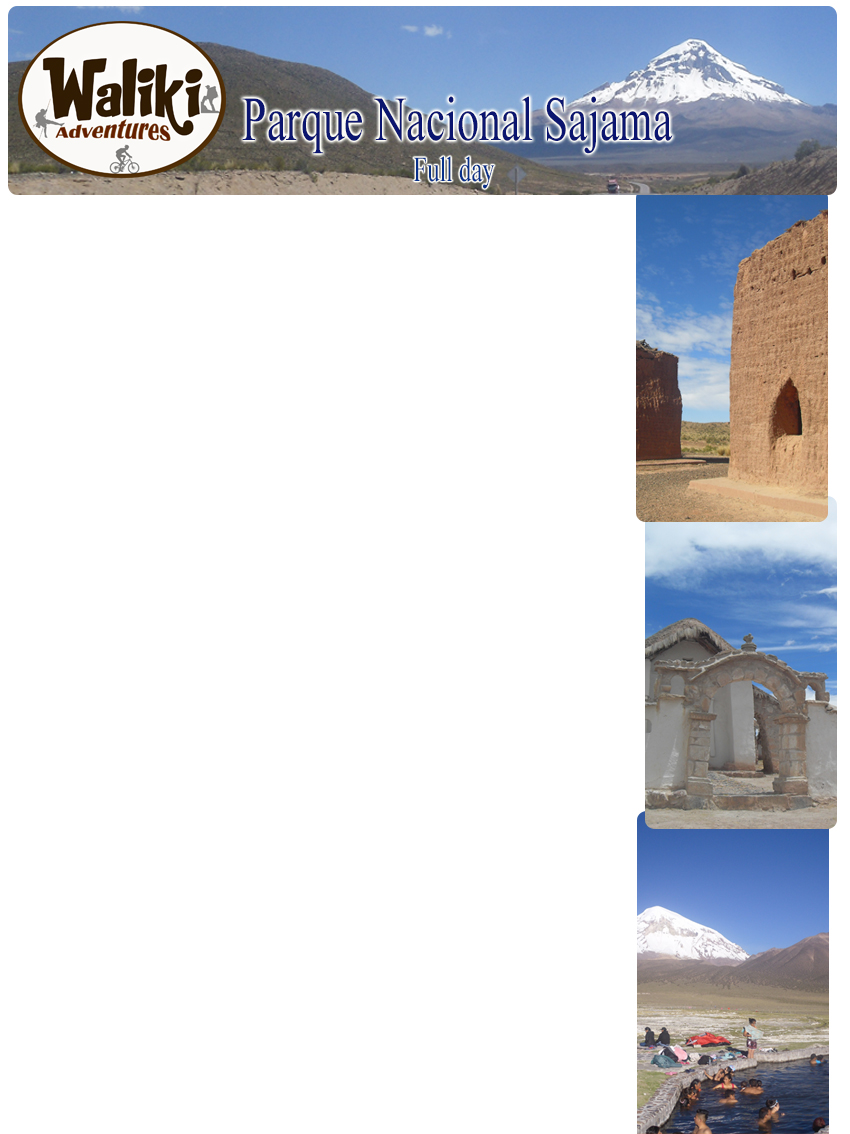 Waliki
Adventures
Parque Nacional Sajama
Full day